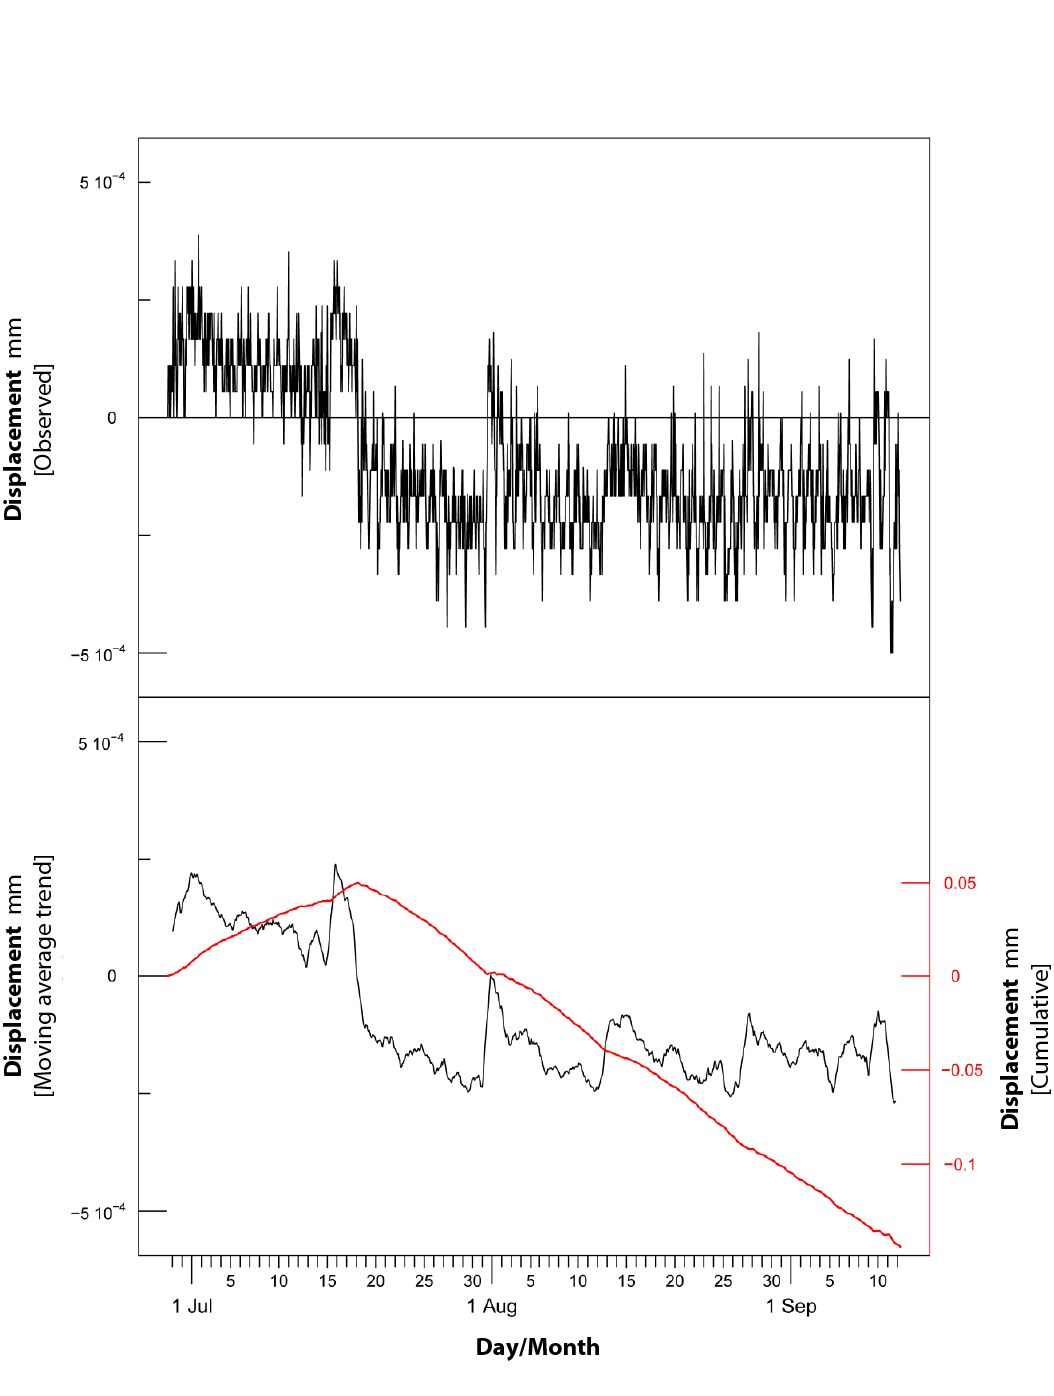 5 10⁻⁴
0
−5 10⁻⁴
Displacement mm
[Observed]
5 10⁻⁴
0
−5 10⁻⁴
Displacement mm
[Moving average trend]
0.05
0
−0.05
−0.1
Displacement mm
[Cumulative]
5 10 15 20 25 30 5 10 15 20 25 30 5 10
1 Jul 1 Aug 1 Sep
Day/Month